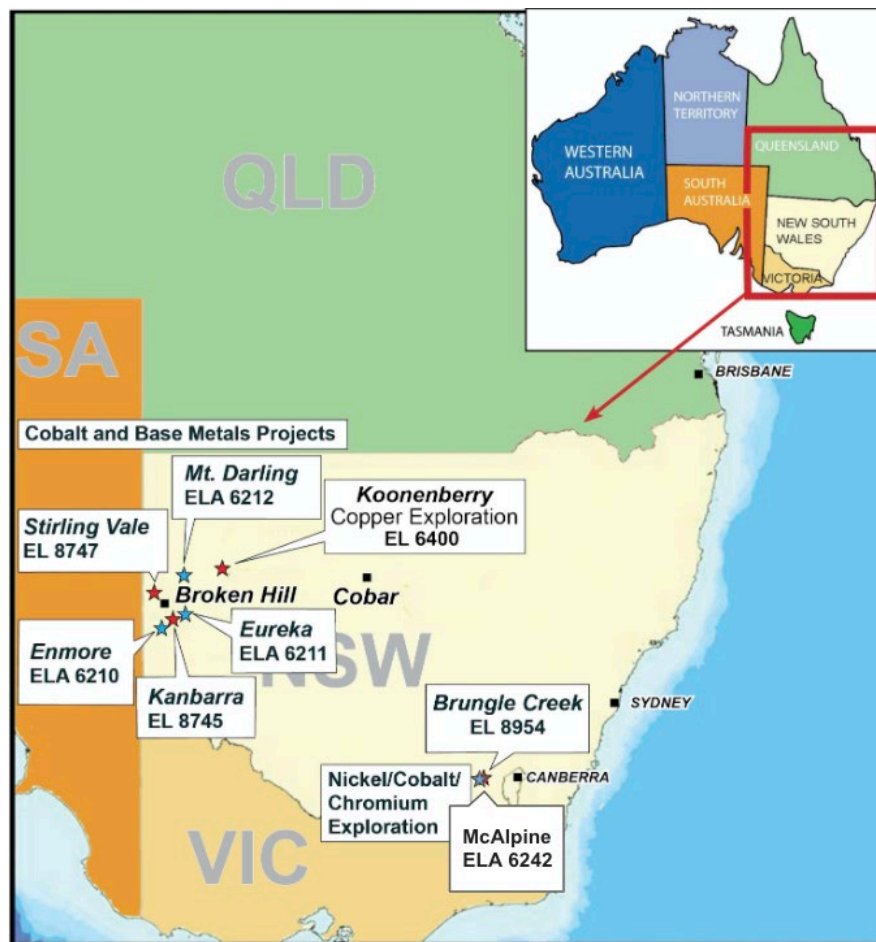 NORTHERN
TERRITORY
QUEENSLAND
WESTERN
AUSTRALIA
SOUTH
AUSTRALIA
NEW SOUTH
WALES
VICTORIA
TASMANIA
QLD
SA
BRISBANE
Cobalt and Base Metals Projects
Mt. Darling
ELA 6212
Koonenberry
Copper Exploration
EL 6400
Stirling Vale
EL 8747
Broken Hill
Cobar
Enmore
ELA 6210
Eureka
ELA 6211
NSW
Kanbarra
EL 8745
Brungle Creek
EL 8954
SYDNEY
Nickel/Cobalt/
Chromium
Exploration
CANBERRA
McAlpine
ELA 6242
VIC